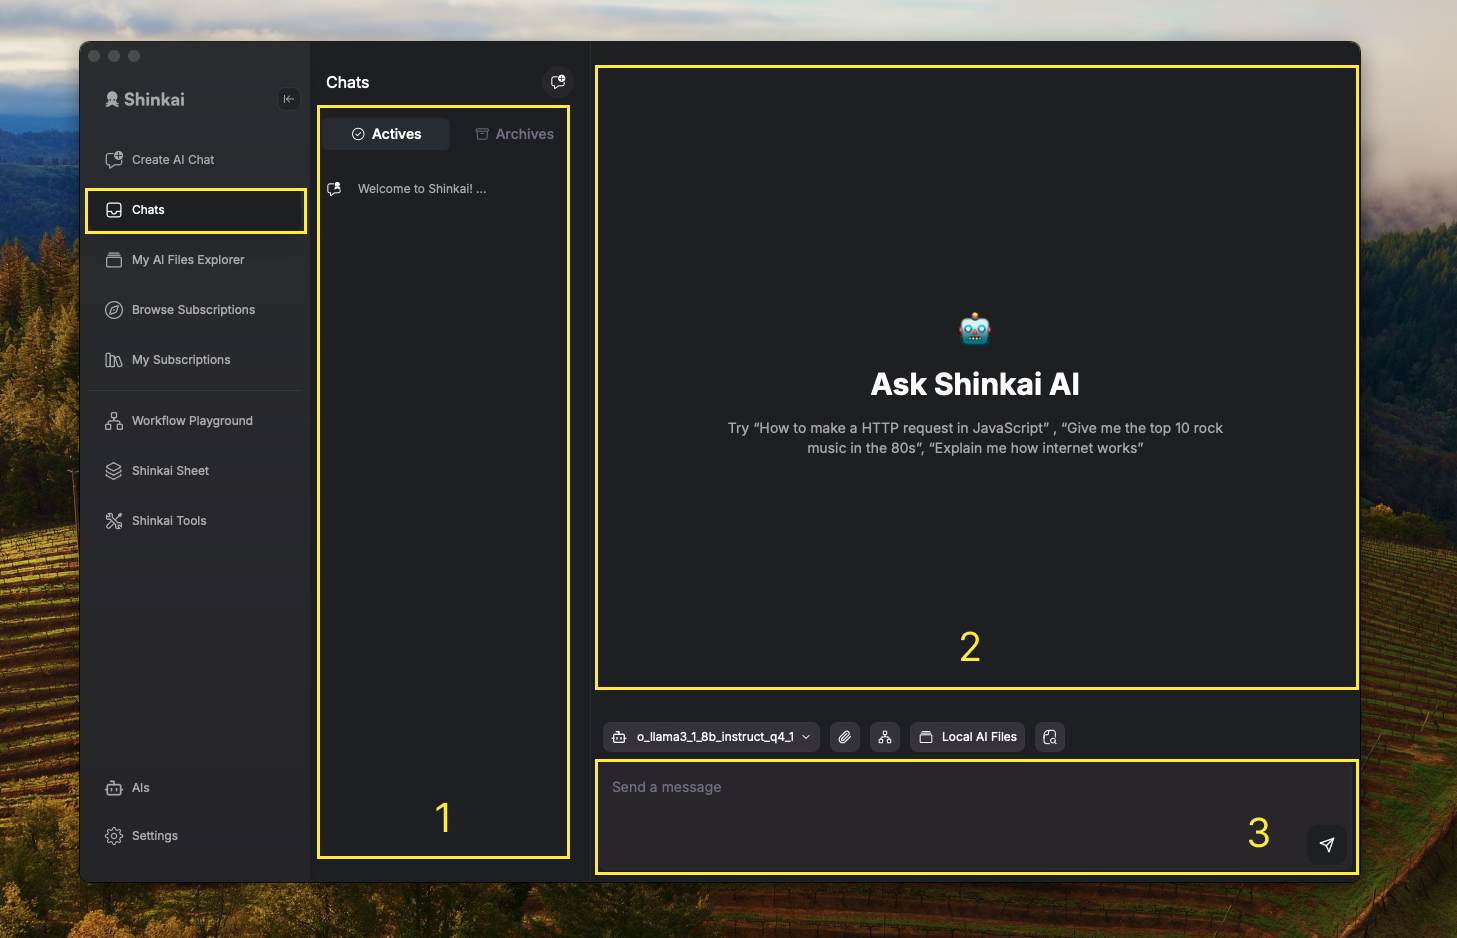 Shinkai
Create AI Chat
Chats
My AI Files Explorer
Browse Subscriptions
My Subscriptions
Workflow Playground
Shinkai Sheet
Shinkai Tools
AIs
Settings
Chats
Actives
Archives
Welcome to Shinkai! ...
1
Ask Shinkai AI
Try “How to make a HTTP request in JavaScript” , “Give me the top 10 rock
music in the 80s”, “Explain me how internet works”
2
o_llama3_1_8b_instruct_q4_1
Local AI Files
Send a message
3